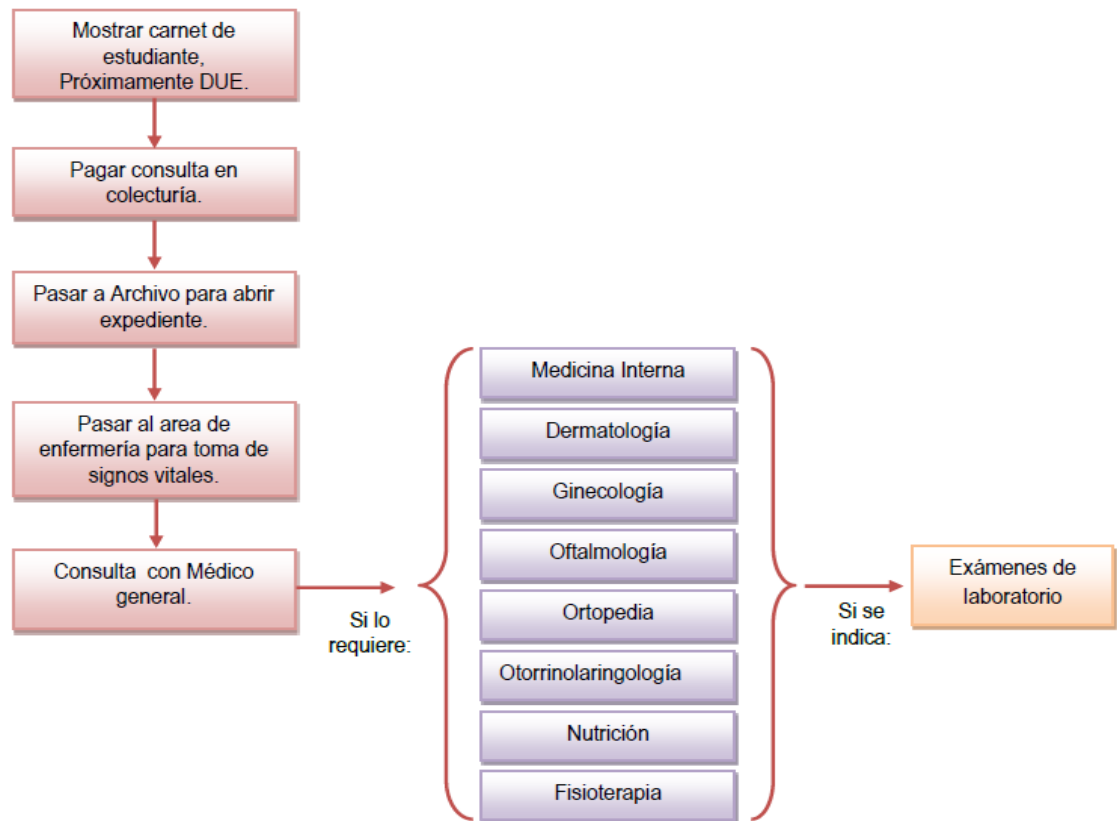 Mostrar carnet de
estudiante,
Próximamente DUE.
Pagar consulta en
colecturía.
Pasar a Archivo para abrir
expediente.
Pasar al area de
enfermería para toma de
signos vitales.
Consulta con Médico
general.
Si lo
requiere:
Medicina Interna
Dermatología
Ginecología
Oftalmología
Ortopedia
Otorrinolaringología
Nutrición
Fisioterapia
Si se
indica:
Exámenes de
laboratorio